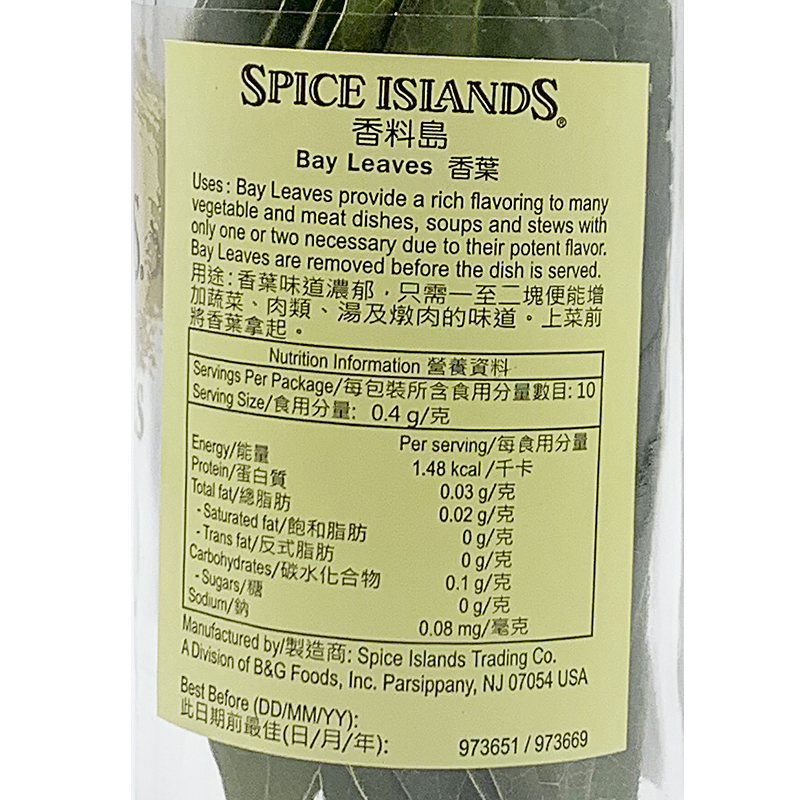 SPICE ISLANDS®
香料島
Bay Leaves 香葉
Uses: Bay Leaves provide a rich flavoring to many
vegetable and meat dishes, soups and stews with
only one or two necessary due to their potent flavor.
Bay Leaves are removed before the dish is served.
用途:香葉味道濃郁,只需一至二塊便能增
加蔬菜、肉類、湯及燉肉的味道。上菜前
將香葉拿起。
Nutrition Information 營養資料
Servings Per Package/每包裝所含食用分量數目: 10
Serving Size/食用分量: 0.4 g/克
Per serving/每食用分量
Energy/能量 1.48 kcal /千卡
Protein/蛋白質 0.03 g/克
Total fat/總脂肪 0.02 g/克
- Saturated fat/飽和脂肪 0 g/克
- Trans fat/反式脂肪 0 g/克
Carbohydrates/碳水化合物 0.1 g/克
- Sugars/糖 0 g/克
Sodium/鈉 0.08 mg/毫克
Manufactured by/製造商: Spice Islands Trading Co.
A Division of B&G Foods, Inc. Parsippany, NJ 07054 USA
Best Before (DD/MM/YY):
此日期前最佳(日/月/年): 973651 / 973669